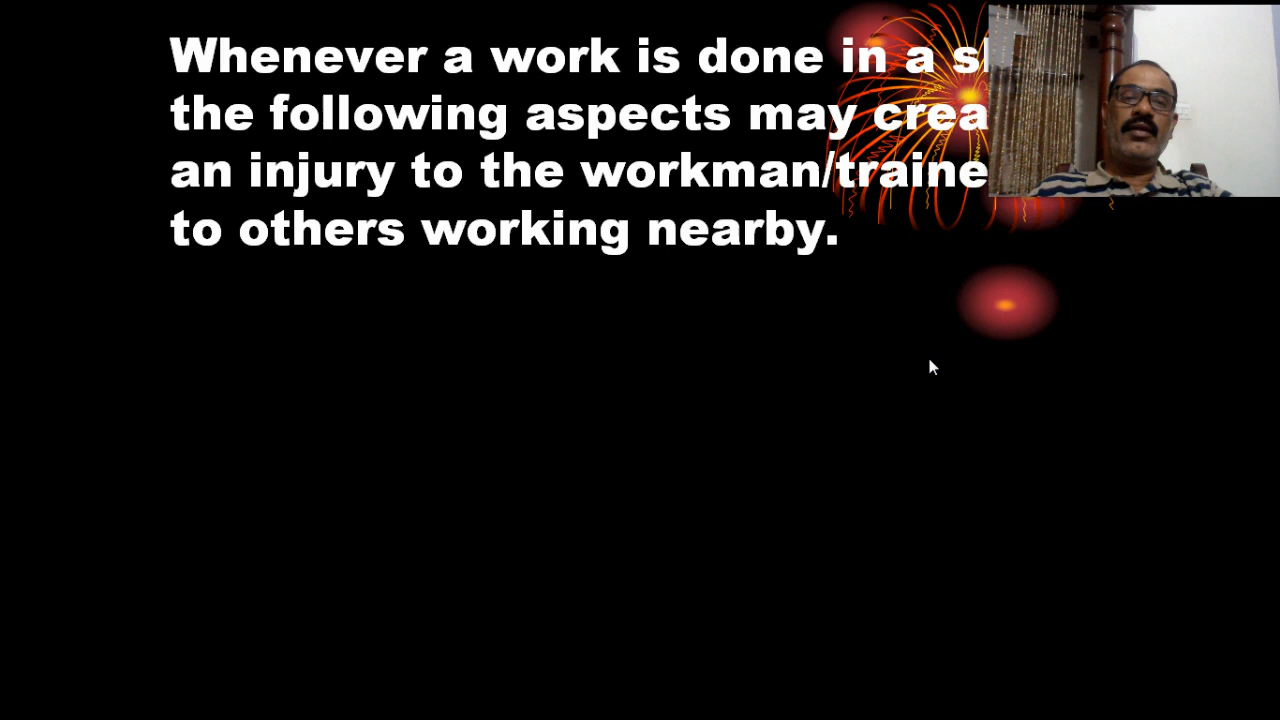 Whenever a work is done in a
the following aspects may
an injury to the workman/
to others working nearby.